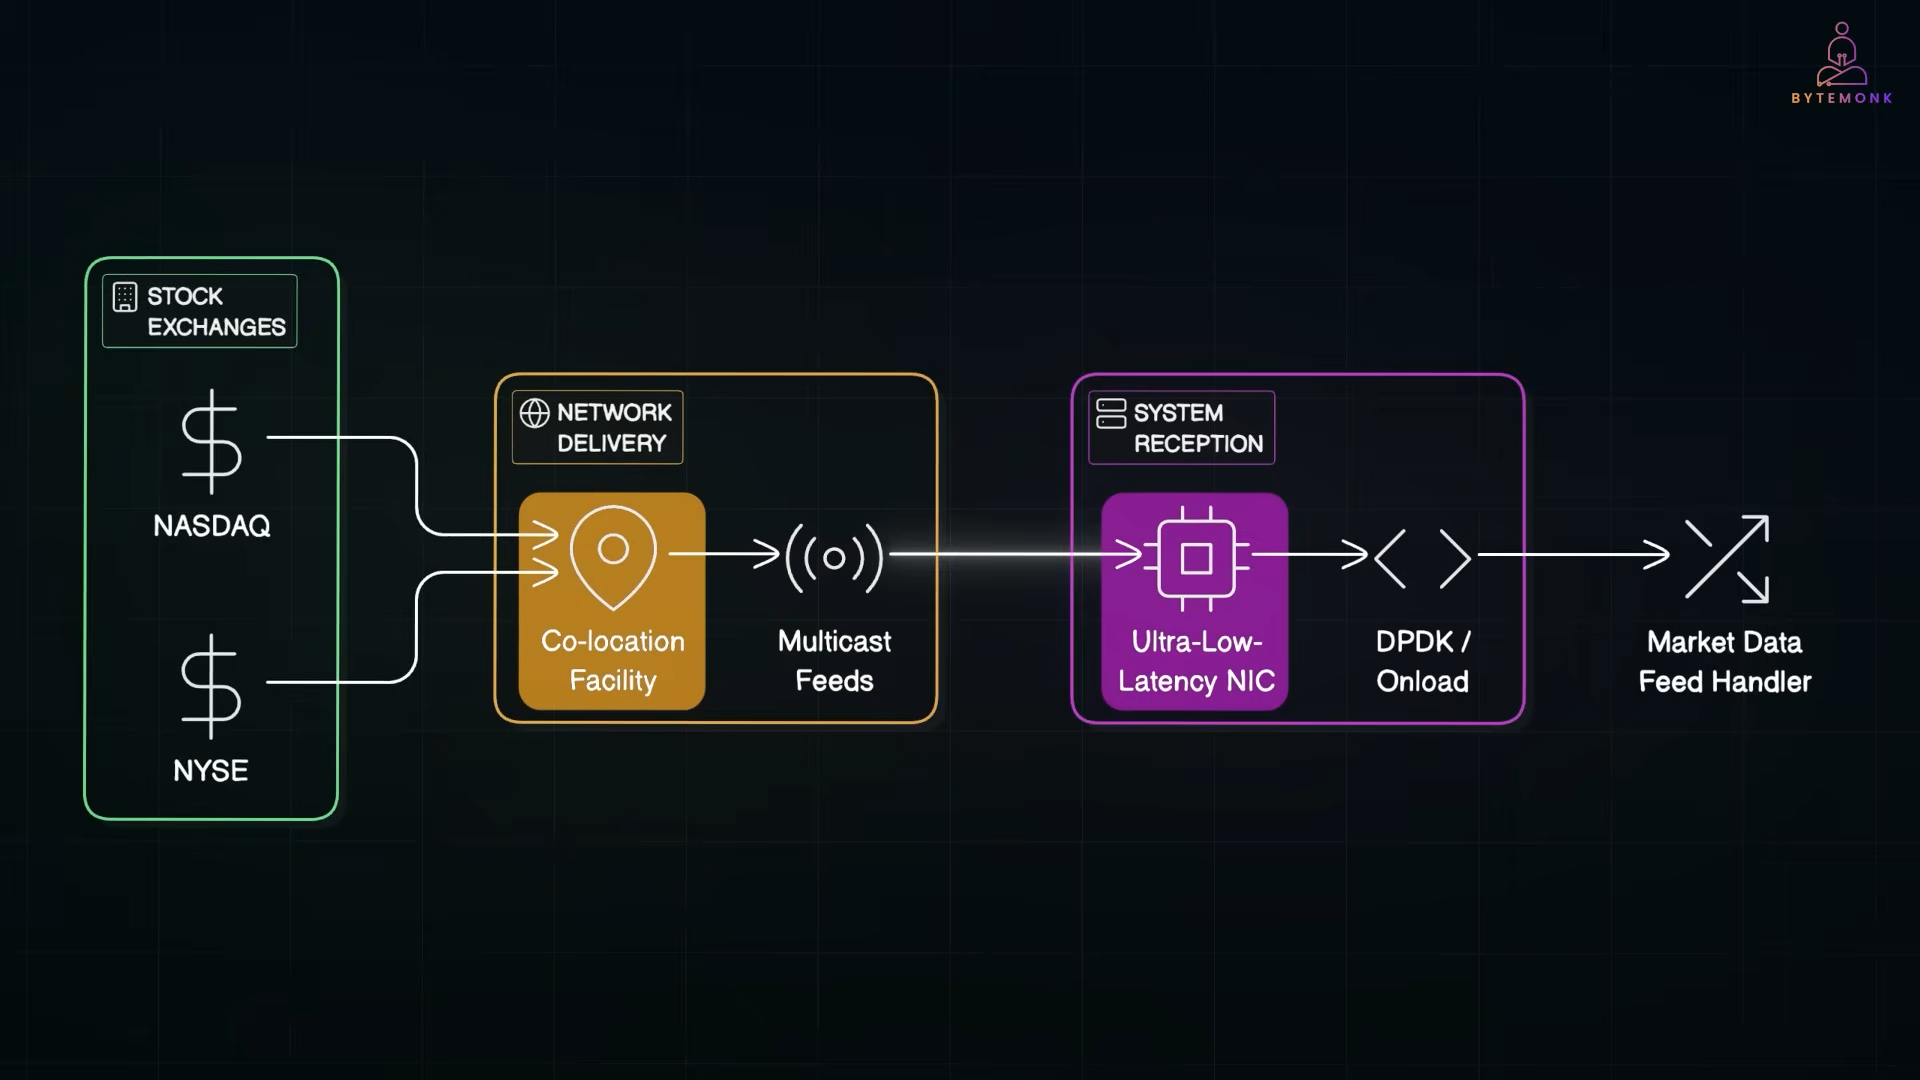 BYTEMONK
STOCK
EXCHANGES
NASDAQ
NYSE
NETWORK
DELIVERY
Co-location
Facility
Multicast
Feeds
SYSTEM
RECEPTION
Ultra-Low-
Latency NIC
DPDK /
Onload
Market Data
Feed Handler